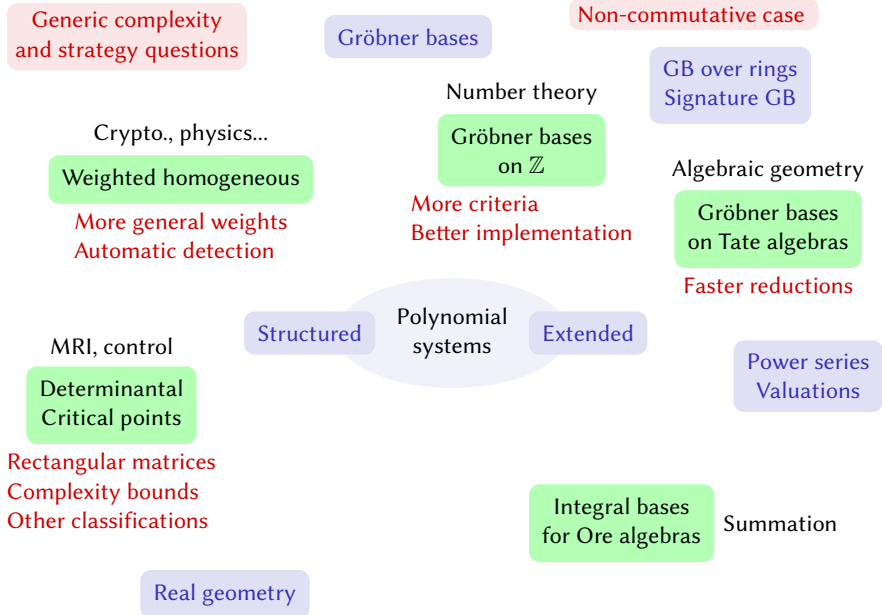 Generic complexity
and strategy questions
Gröbner bases
Non-commutative case
GB over rings
Signature GB
Number theory
Gröbner bases
on ℤ
More criteria
Better implementation
Crypto., physics...
Weighted homogeneous
More general weights
Automatic detection
Algebraic geometry
Gröbner bases
on Tate algebras
Faster reductions
Structured
Polynomial
systems
Extended
MRI, control
Determinantal
Critical points
Rectangular matrices
Complexity bounds
Other classifications
Power series
Valuations
Integral bases
for Ore algebras
Summation
Real geometry